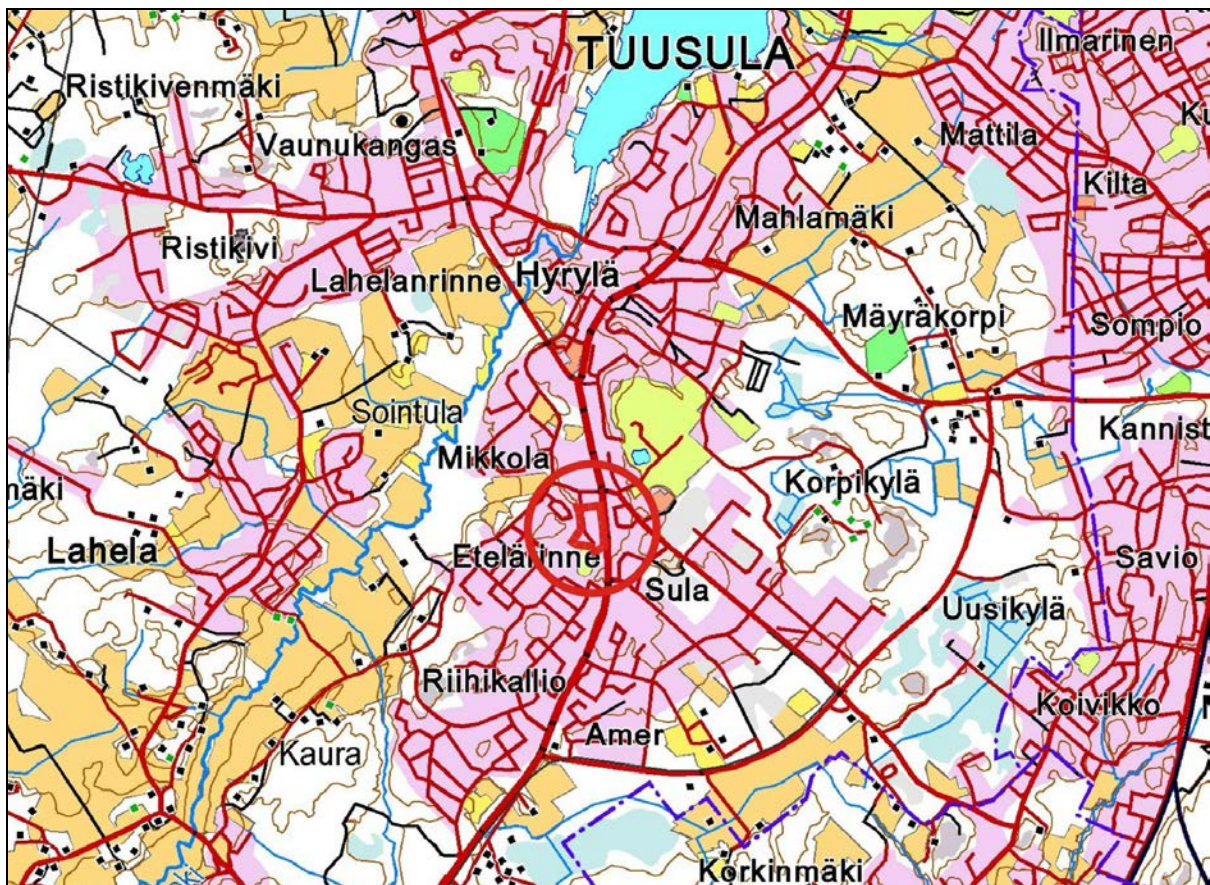 TUUSULA
Ilmarinen
Ristikivenmäki
Vaunukangas
Mattila
Kilta
Mahlamäki
Ristikivi
Lahelanrinne
Hyrylä
Mäyräkorpi
Sompio
Sointula
Kannist
Mikkola
Korpikylä
mäki
Lahela
Etelärinne
Savio
Sula
Uusikylä
Riihikallio
Koivikko
Amer
Kaura
Korkinmäki